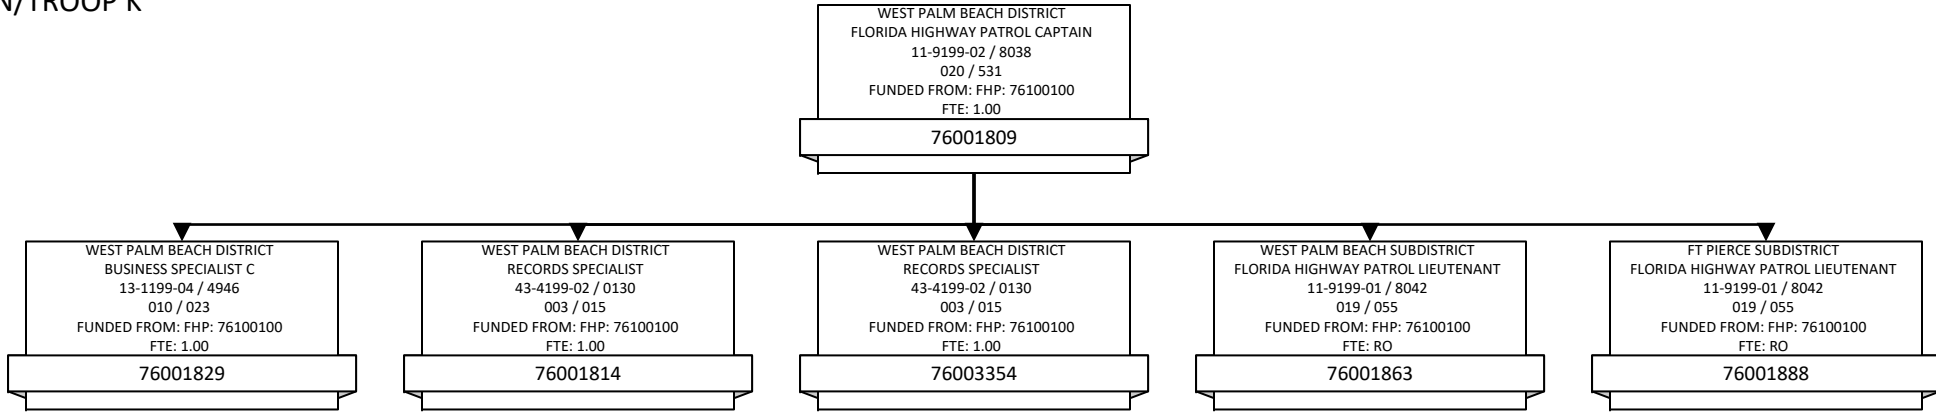 N/TROOP K
WEST PALM BEACH DISTRICT
FLORIDA HIGHWAY PATROL CAPTAIN
11-9199-02 / 8038
020 / 531
FUNDED FROM: FHP: 76100100
FTE: 1.00
76001809
WEST PALM BEACH DISTRICT
BUSINESS SPECIALIST C
13-1199-04 / 4946
010 / 023
FUNDED FROM: FHP: 76100100
FTE: 1.00
76001829
WEST PALM BEACH DISTRICT
RECORDS SPECIALIST
43-4199-02 / 0130
003 / 015
FUNDED FROM: FHP: 76100100
FTE: 1.00
76001814
WEST PALM BEACH DISTRICT
RECORDS SPECIALIST
43-4199-02 / 0130
003 / 015
FUNDED FROM: FHP: 76100100
FTE: 1.00
76003354
WEST PALM BEACH SUBDISTRICT
FLORIDA HIGHWAY PATROL LIEUTENANT
11-9199-01 / 8042
019 / 055
FUNDED FROM: FHP: 76100100
FTE: RO
76001863
FT PIERCE SUBDISTRICT
FLORIDA HIGHWAY PATROL LIEUTENANT
11-9199-01 / 8042
019 / 055
FUNDED FROM: FHP: 76100100
FTE: RO
76001888